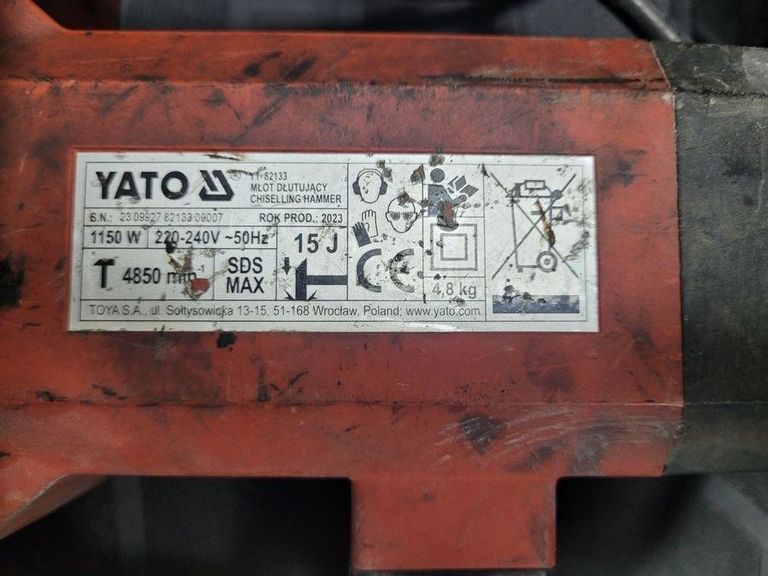 YATO ® YT-82133
MŁOT DŁUTUJĄCY
CHISELLING HAMMER
S.N.: 23 09927 82133 09007 ROK PROD.: 2023
1150 W 220-240V ~50Hz 15 J
T 4850 min-1 SDS MAX
CE 4,8 kg
TOYA S.A., ul. Sołtysowicka 13-15, 51-168 Wrocław, Poland; www.yato.com